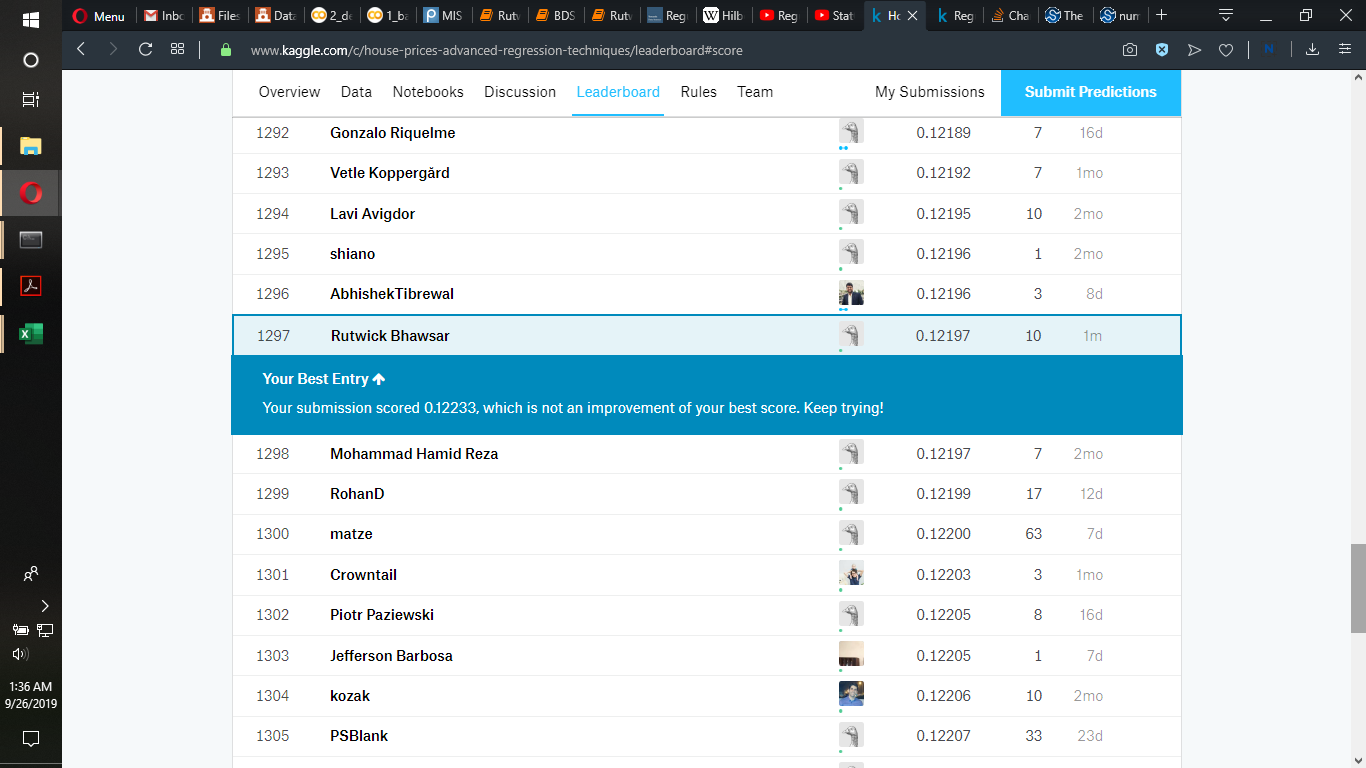 Menu Inbo Files Data 2_de 1_ba MIS Rutw BDS Rutw Reg Hilb Reg Stat Ho Reg Cha The num
www.kaggle.com/c/house-prices-advanced-regression-techniques/leaderboard#score
Overview Data Notebooks Discussion Leaderboard Rules Team My Submissions Submit Predictions
1292 Gonzalo Riquelme 0.12189 7 16d
1293 Vetle Koppergård 0.12192 7 1mo
1294 Lavi Avigdor 0.12195 10 2mo
1295 shiano 0.12196 1 2mo
1296 AbhishekTibrewal 0.12196 3 8d
1297 Rutwick Bhawsar 0.12197 10 1m
Your Best Entry
Your submission scored 0.12233, which is not an improvement of your best score. Keep trying!
1298 Mohammad Hamid Reza 0.12197 7 2mo
1299 RohanD 0.12199 17 12d
1300 matze 0.12200 63 7d
1301 Crowntail 0.12203 3 1mo
1302 Piotr Paziewski 0.12205 8 16d
1303 Jefferson Barbosa 0.12205 1 7d
1304 kozak 0.12206 10 2mo
1305 PSBlank 0.12207 33 23d
1:36 AM
9/26/2019